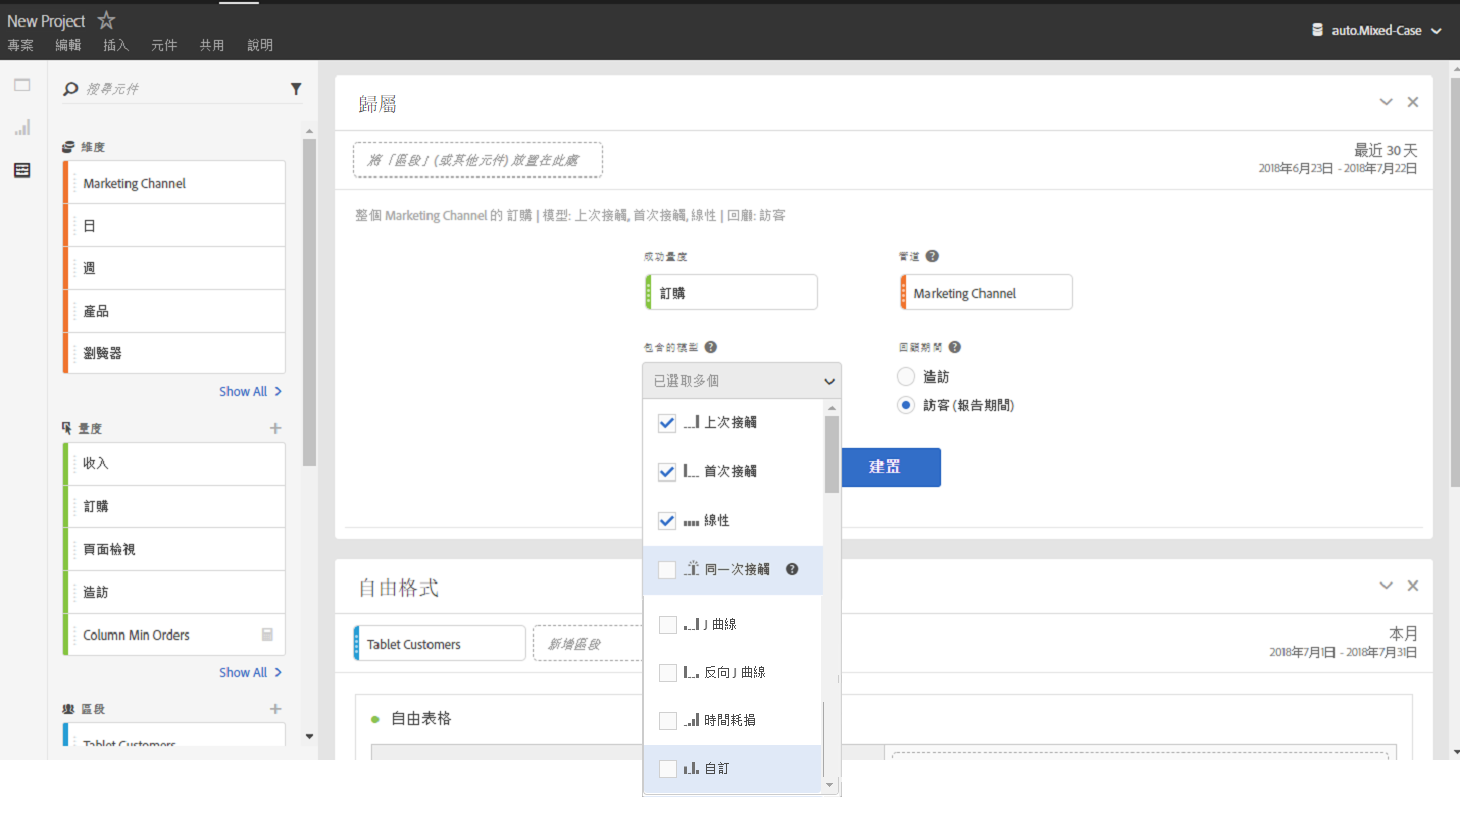 New Project
專案 編輯 插入 元件 共用 說明
auto.Mixed-Case
搜尋元件
維度
Marketing Channel
日
週
產品
瀏覽器
Show All
量度
收入
訂購
頁面檢視
造訪
Column Min Orders
Show All
區段
Tablet Customers
歸屬
將「區段」(或其他元件) 放置在此處
最近 30 天
2018年6月23日 - 2018年7月22日
整個 Marketing Channel 的 訂購 | 模型: 上次接觸, 首次接觸, 線性 | 回顧: 訪客
成功量度
訂購
管道
Marketing Channel
包含的模型
已選取多個
上次接觸
首次接觸
線性
同一次接觸
J 曲線
反向 J 曲線
時間耗損
自訂
回顧期間
造訪
訪客 (報告期間)
建置
自由格式
Tablet Customers
新增區段
本月
2018年7月1日 - 2018年7月31日
自由表格